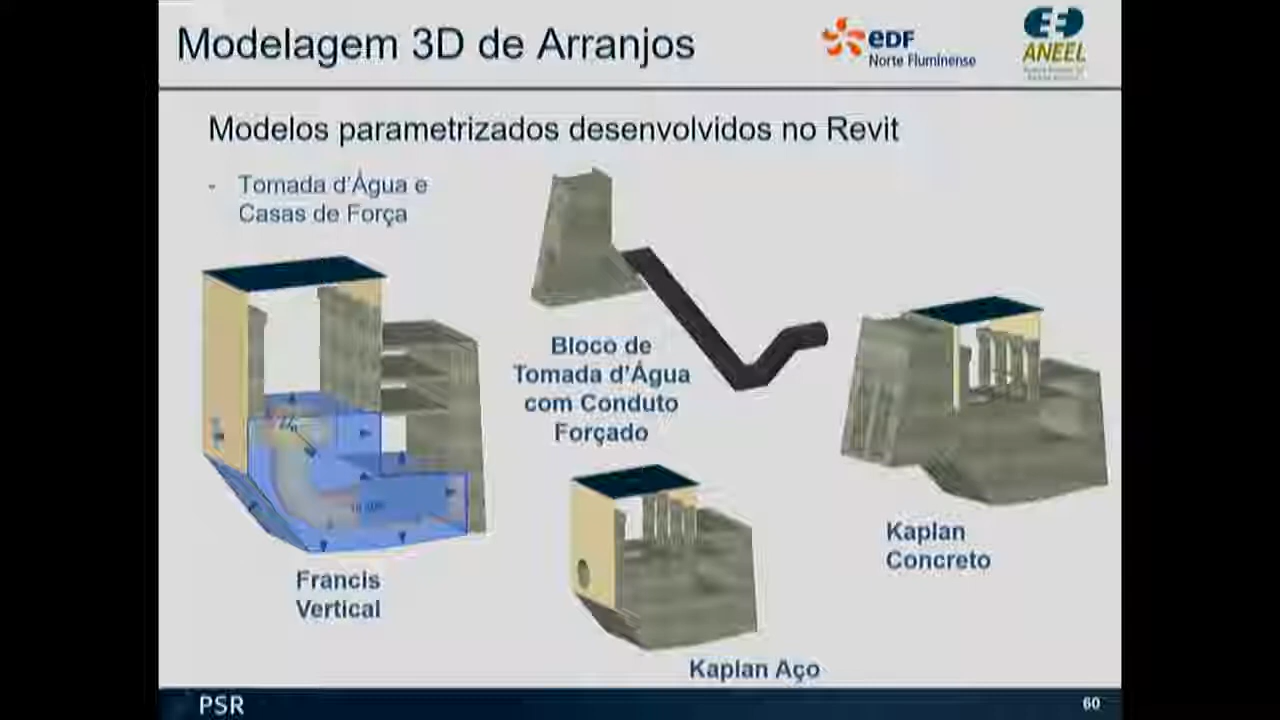 Modelagem 3D de Arranjos
eDF
Norte Fluminense
ANEEL
Modelos parametrizados desenvolvidos no Revit
- Tomada d'Água e
Casas de Força
Bloco de
Tomada d'Água
com Conduto
Forçado
Kaplan
Concreto
Francis
Vertical
Kaplan Aço
PSR
60